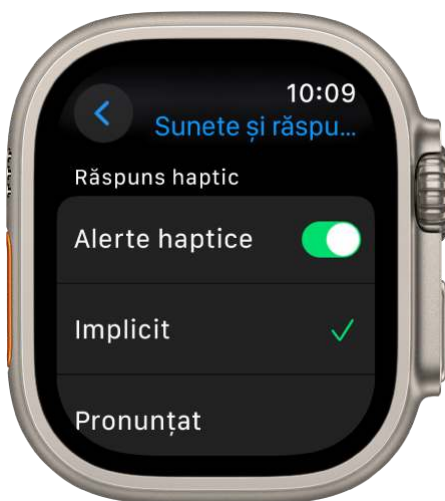 10:09
Sunete și răspu...
Răspuns haptic
Alerte haptice
Implicit
Pronunțat